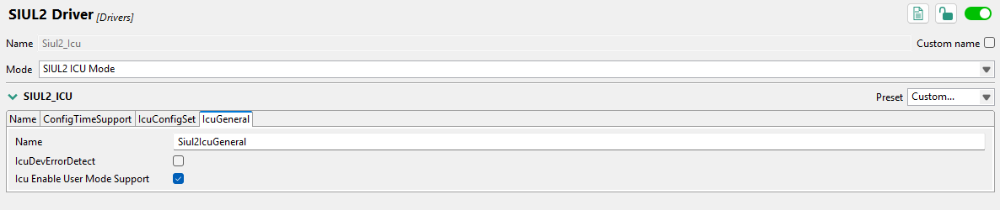 SIUL2 Driver [Drivers]
Name Siul2_Icu Custom name
Mode SIUL2 ICU Mode
SIUL2_ICU Preset Custom...
Name ConfigTimeSupport IcuConfigSet IcuGeneral
Name Siul2IcuGeneral
IcuDevErrorDetect
Icu Enable User Mode Support